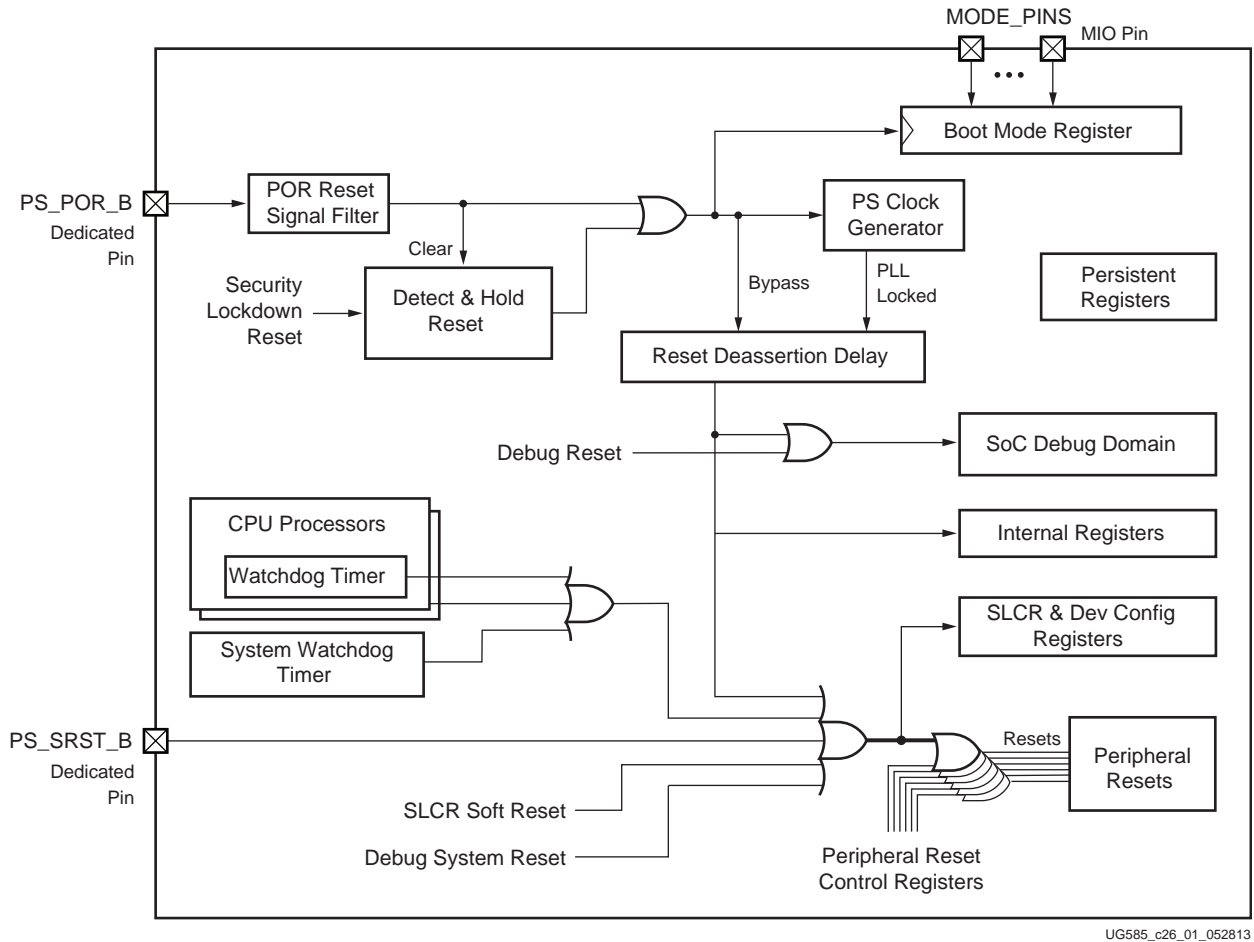 MODE_PINS
MIO Pin
Boot Mode Register
PS_POR_B
Dedicated
Pin
POR Reset
Signal Filter
PS Clock
Generator
Clear
Security
Lockdown
Reset
Detect & Hold
Reset
Bypass
PLL
Locked
Persistent
Registers
Reset Deassertion Delay
Debug Reset
SoC Debug Domain
CPU Processors
Watchdog Timer
Internal Registers
System Watchdog
Timer
SLCR & Dev Config
Registers
PS_SRST_B
Dedicated
Pin
Resets
Peripheral
Resets
SLCR Soft Reset
Debug System Reset
Peripheral Reset
Control Registers
UG585_c26_01_052813